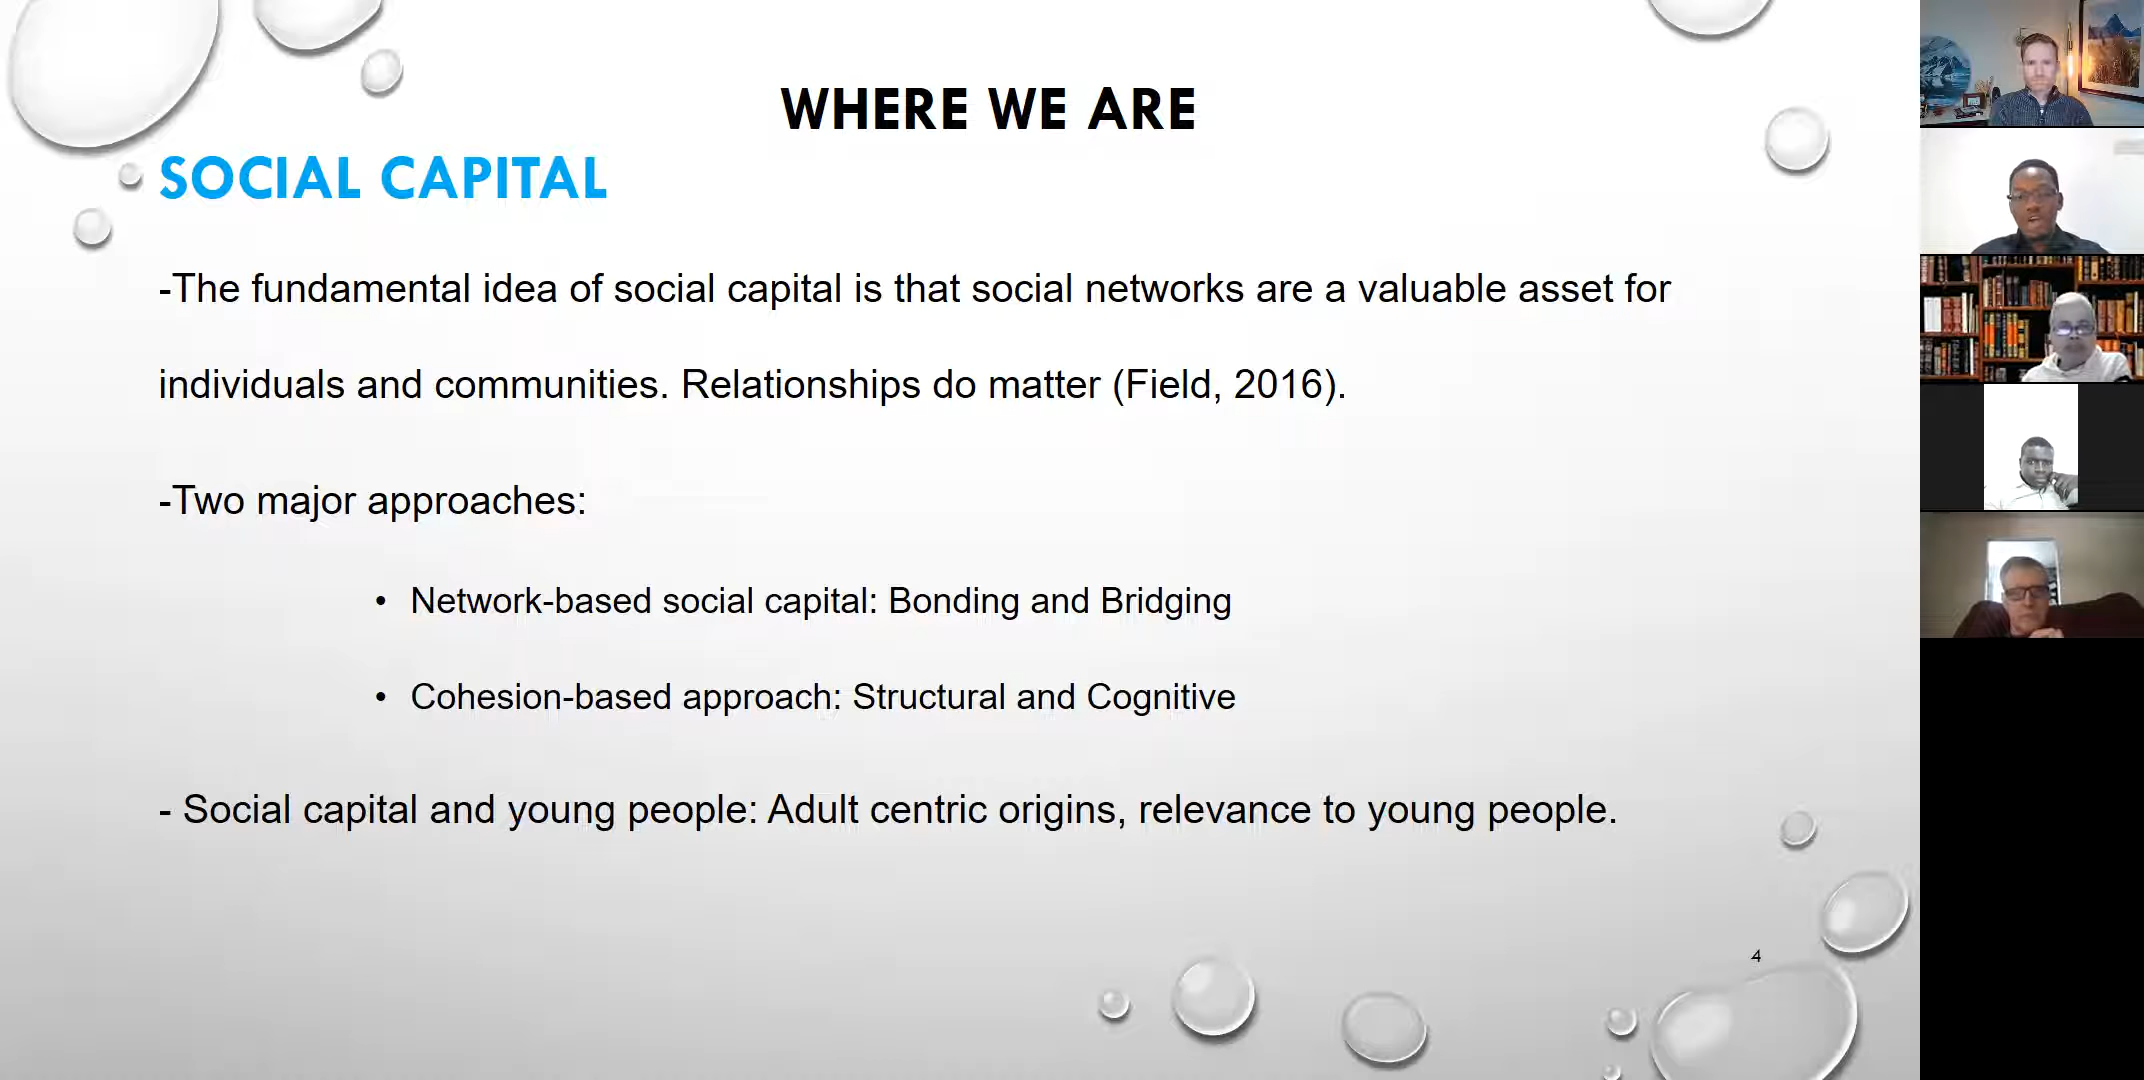 WHERE WE ARE
SOCIAL CAPITAL
-The fundamental idea of social capital is that social networks are a valuable asset for
individuals and communities. Relationships do matter (Field, 2016).
-Two major approaches:
• Network-based social capital: Bonding and Bridging
• Cohesion-based approach: Structural and Cognitive
- Social capital and young people: Adult centric origins, relevance to young people.
4